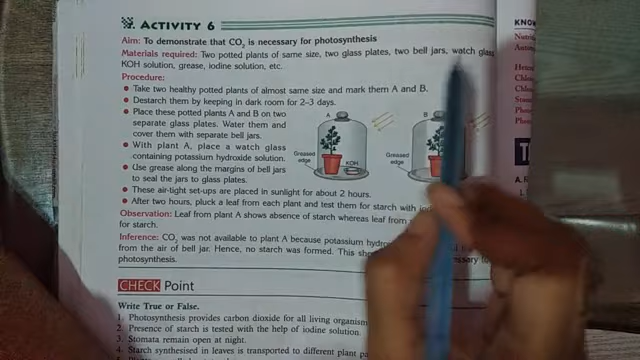 ACTIVITY 6
Aim: To demonstrate that CO2 is necessary for photosynthesis
Materials required: Two potted plants of same size, two glass plates, two bell jars, watch glass
KOH solution, grease, iodine solution, etc.
Procedure:
• Take two healthy potted plants of almost same size and mark them A and B.
• Destarch them by keeping in dark room for 2–3 days.
• Place these potted plants A and B on two
separate glass plates. Water them and
cover them with separate bell jars.
• With plant A, place a watch glass
containing potassium hydroxide solution.
• Use grease along the margins of bell jars
to seal the jars to glass plates.
A
Greased
edge
KOH
B
Greased
edge
• These air-tight set-ups are placed in sunlight for about 2 hours.
• After two hours, pluck a leaf from each plant and test them for starch with
Observation: Leaf from plant A shows absence of starch whereas leaf from
for starch.
Inference: CO2 was not available to plant A because potassium
from the air of bell jar. Hence, no starch was formed. This
photosynthesis.
CHECK Point
Write True or False.
1. Photosynthesis provides carbon dioxide for all living
2. Presence of starch is tested with the help of iodine solution.
3. Stomata remain open at night.
4. Starch synthesised in leaves is transported to different plant
KNOW